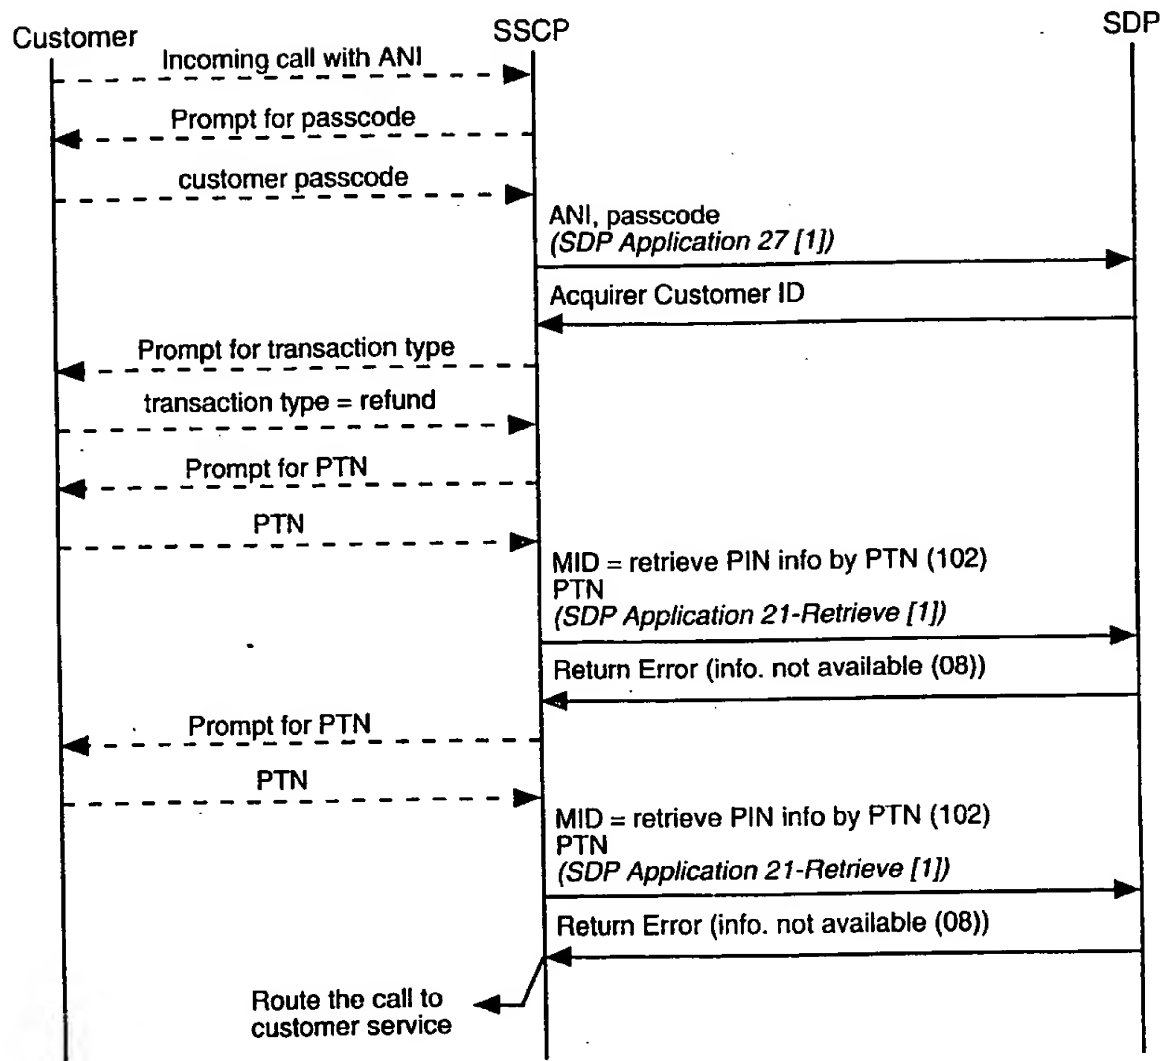 Customer
SSCP
SDP
Incoming call with ANI
Prompt for passcode
customer passcode
ANI, passcode
(SDP Application 27 [1])
Acquirer Customer ID
Prompt for transaction type
transaction type = refund
Prompt for PTN
PTN
MID = retrieve PIN info by PTN (102)
PTN
(SDP Application 21-Retrieve [1])
Return Error (info. not available (08))
Prompt for PTN
PTN
MID = retrieve PIN info by PTN (102)
PTN
(SDP Application 21-Retrieve [1])
Return Error (info. not available (08))
Route the call to
customer service